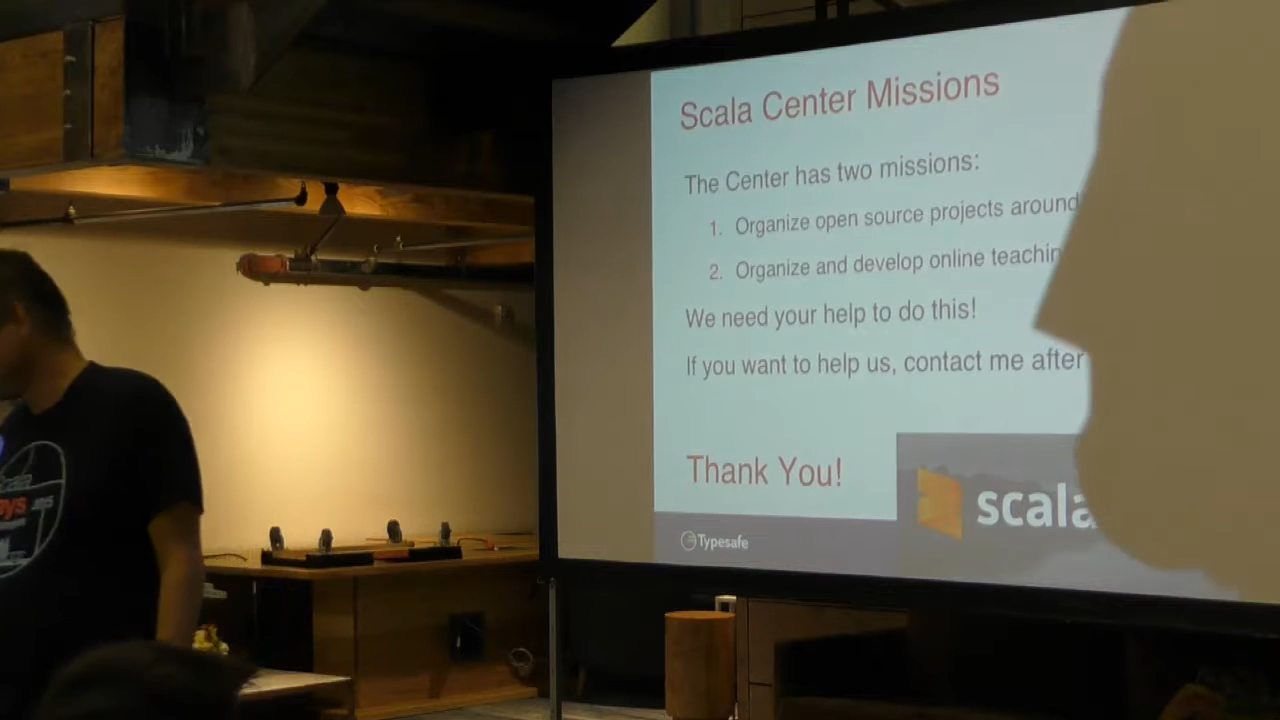 Scala Center Missions
The Center has two missions:
1. Organize open source projects around
2. Organize and develop online
We need your help to do this!
If you want to help us, contact me after
Thank You!
scala
Typesafe